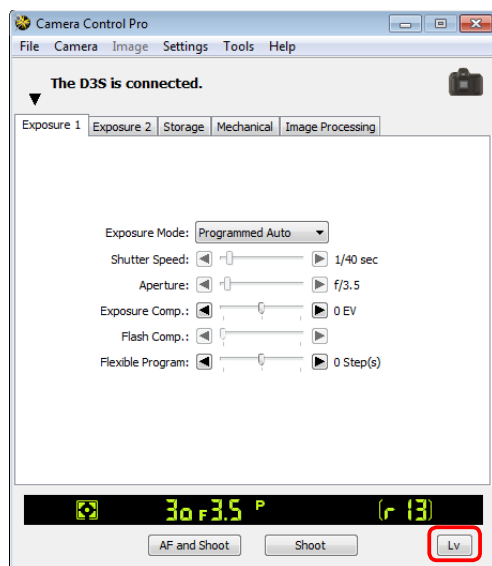 Camera Control Pro
File Camera Image Settings Tools Help
The D3S is connected.
Exposure 1 Exposure 2 Storage Mechanical Image Processing
Exposure Mode: Programmed Auto
Shutter Speed: 1/40 sec
Aperture: f/3.5
Exposure Comp.: 0 EV
Flash Comp.:
Flexible Program: 0 Step(s)
30 F3.5 P (r 13)
AF and Shoot Shoot Lv